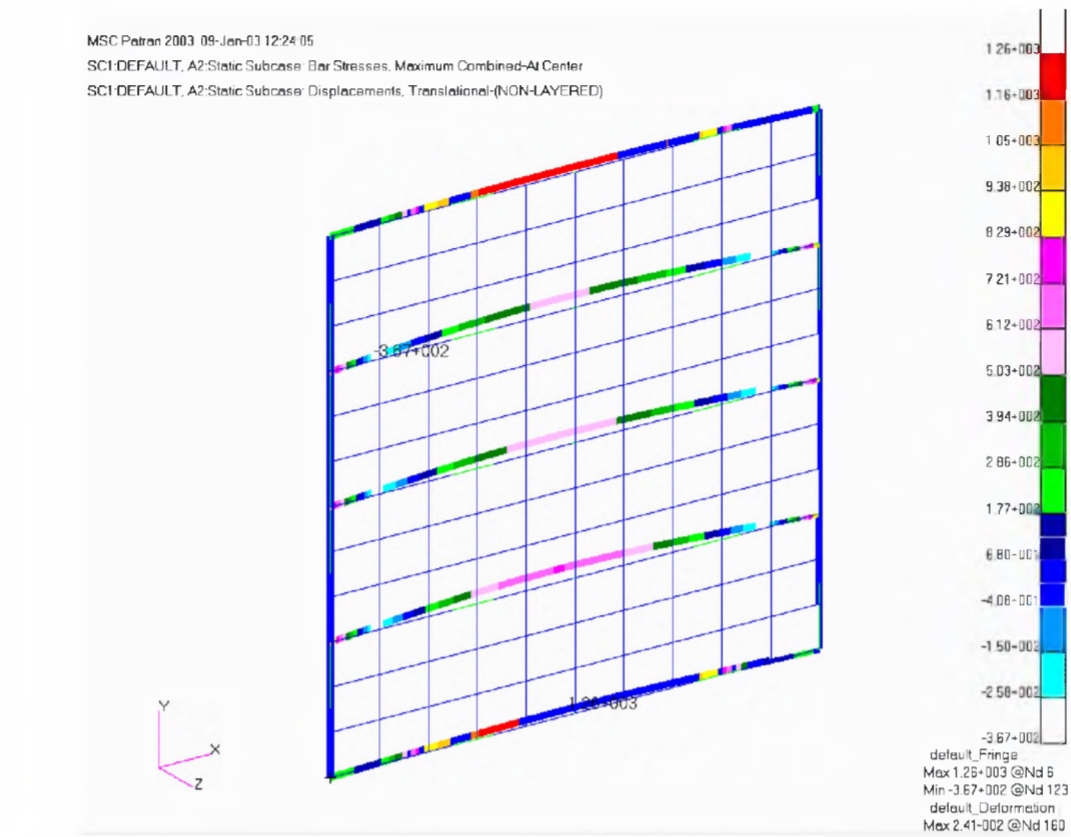 MSC Patran 2003 09-Jan-03 12:24:05
SC1:DEFAULT, A2:Static Subcase: Bar Stresses, Maximum Combined-At Center
SC1:DEFAULT, A2:Static Subcase: Displacements, Translational-(NON-LAYERED)
1.26+003
1.16+003
1.05+003
9.38+002
8.29+002
7.21+002
6.12+002
5.03+002
3.94+002
2.86+002
1.77+002
6.80-001
-4.08-001
-1.50+002
-2.58+002
-3.67+002
-3.67+002
1.26+003
Y
X
Z
default_Fringe
Max 1.26+003 @Nd 6
Min -3.67+002 @Nd 123
default_Deformation
Max 2.41-002 @Nd 160